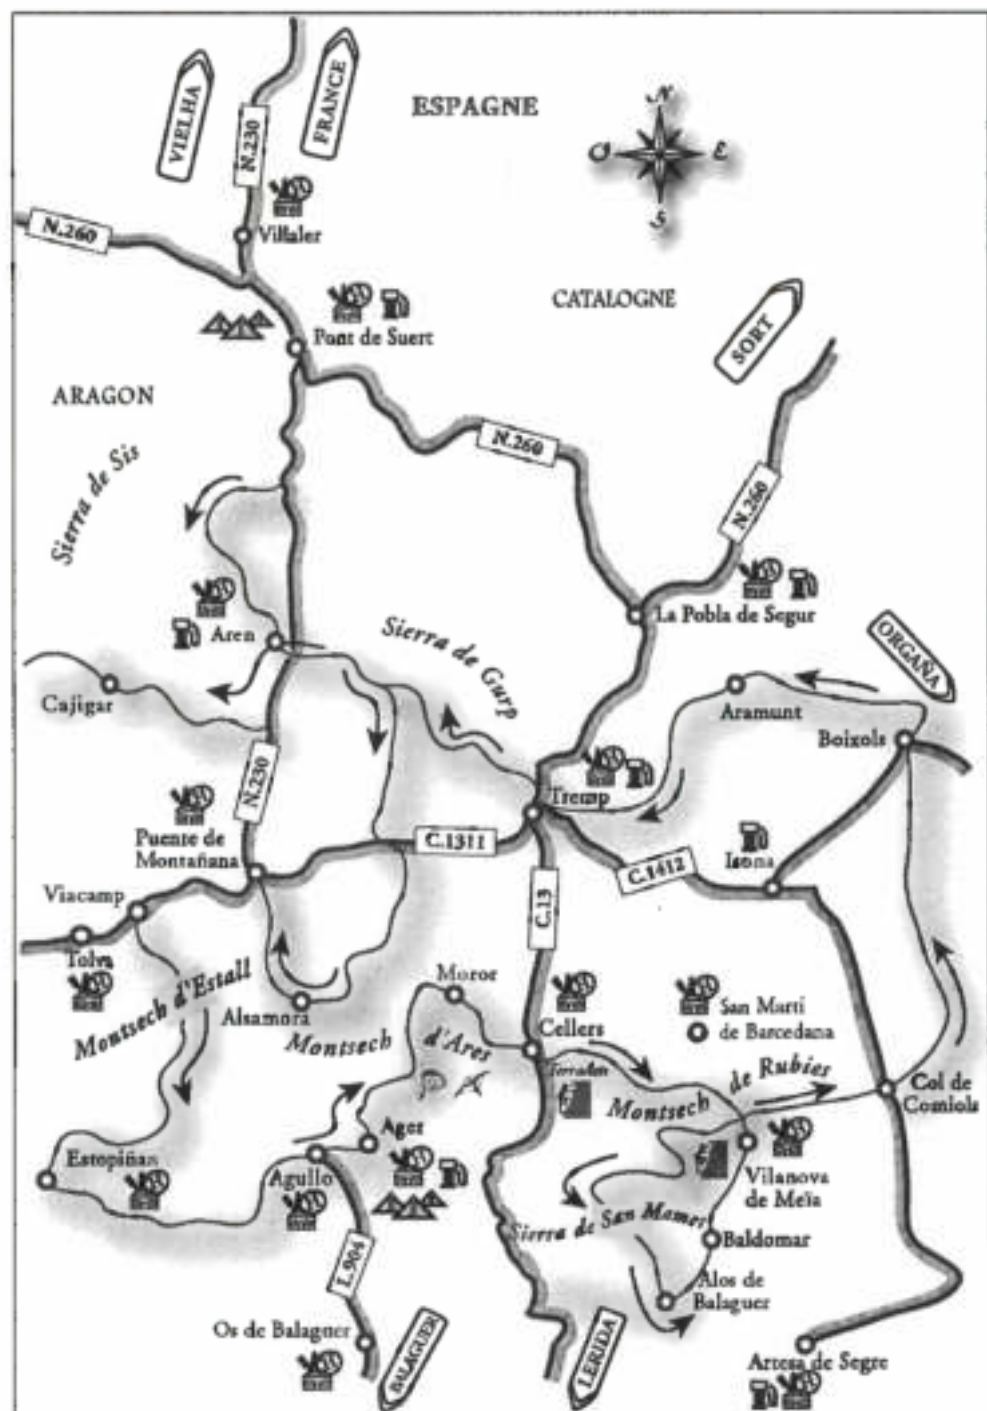 VIELHA
FRANCE
ESPAGNE
N.230
N
O
E
S
Villaler
N.260
CATALOGNE
Pont de Suert
SORT
ARAGON
N.260
Sierra de Sis
N.260
La Pobla de Segur
Aren
Sierra de Gurp
ORGAÑA
Cajigar
Aramunt
Boixols
N.230
Tremp
Puente de
Montañana
C.1311
Isona
C.1412
Viacamp
C.13
Tolva
Montsech d'Estall
Moror
Alsamora
San Martí
de Barcedana
Montsech
d'Ares
Cellers
Terradets
Montsech
de Rubies
Col de
Comiols
Ager
Estopiñan
Agullo
Vilanova
de Meïa
Sierra de San Mamet
Baldomar
L.904
Alos de
Balaguer
Os de Balaguer
BALAGUER
LERIDA
Artesa de Segre